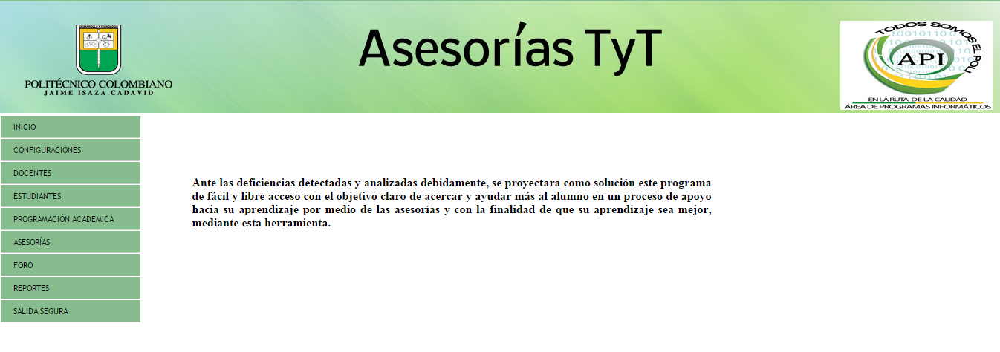 DESARROLLO Y TECNOLOGIA
POLITÉCNICO COLOMBIANO
JAIME ISAZA CADAVID
Asesorías TyT
TODOS SOMOS EL POLI
API
EN LA RUTA DE LA CALIDAD
ÁREA DE PROGRAMAS INFORMÁTICOS
INICIO
CONFIGURACIONES
DOCENTES
ESTUDIANTES
PROGRAMACIÓN ACADÉMICA
ASESORÍAS
FORO
REPORTES
SALIDA SEGURA
Ante las deficiencias detectadas y analizadas debidamente, se proyectara como solución este programa
de fácil y libre acceso con el objetivo claro de acercar y ayudar más al alumno en un proceso de apoyo
hacia su aprendizaje por medio de las asesorías y con la finalidad de que su aprendizaje sea mejor,
mediante esta herramienta.